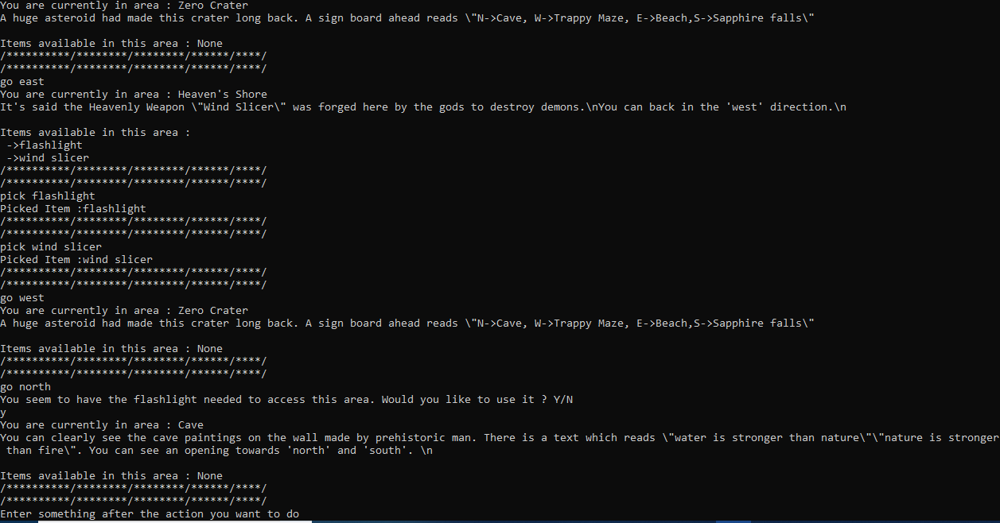 You are currently in area : Zero Crater
A huge asteroid had made this crater long back. A sign board ahead reads \"N->Cave, W->Trappy Maze, E->Beach,S->Sapphire falls\"
Items available in this area : None
/**********/********/********/******/****/
/**********/********/********/******/****/
go east
You are currently in area : Heaven's Shore
It's said the Heavenly Weapon \"Wind Slicer\" was forged here by the gods to destroy demons.\nYou can back in the 'west' direction.\n
Items available in this area :
->flashlight
->wind slicer
/**********/********/********/******/****/
/**********/********/********/******/****/
pick flashlight
Picked Item :flashlight
/**********/********/********/******/****/
/**********/********/********/******/****/
pick wind slicer
Picked Item :wind slicer
/**********/********/********/******/****/
/**********/********/********/******/****/
go west
You are currently in area : Zero Crater
A huge asteroid had made this crater long back. A sign board ahead reads \"N->Cave, W->Trappy Maze, E->Beach,S->Sapphire falls\"
Items available in this area : None
/**********/********/********/******/****/
/**********/********/********/******/****/
go north
You seem to have the flashlight needed to access this area. Would you like to use it ? Y/N
y
You are currently in area : Cave
You can clearly see the cave paintings on the wall made by prehistoric man. There is a text which reads \"water is stronger than nature\"\"nature is stronger
than fire\". You can see an opening towards 'north' and 'south'. \n
Items available in this area : None
/**********/********/********/******/****/
/**********/********/********/******/****/
Enter something after the action you want to do